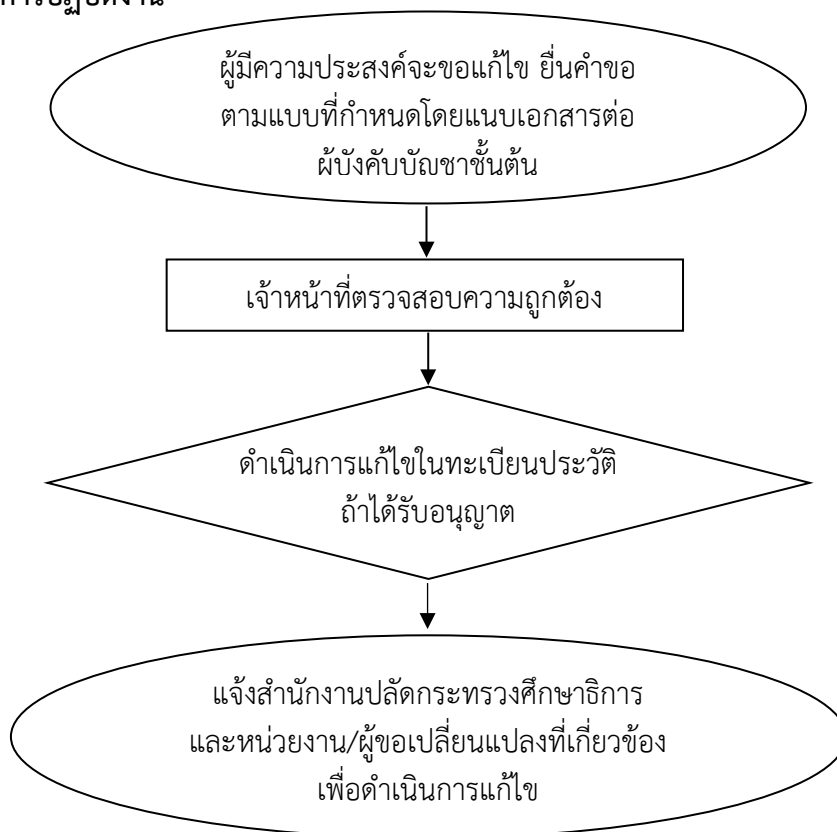 ผู้มีความประสงค์จะขอแก้ไข ยื่นคำขอ
ตามแบบที่กำหนดโดยแนบเอกสารต่อ
ผู้บังคับบัญชาชั้นต้น
เจ้าหน้าที่ตรวจสอบความถูกต้อง
ดำเนินการแก้ไขในทะเบียนประวัติ
ถ้าได้รับอนุญาต
แจ้งสำนักงานปลัดกระทรวงศึกษาธิการ
และหน่วยงาน/ผู้ขอเปลี่ยนแปลงที่เกี่ยวข้อง
เพื่อดำเนินการแก้ไข